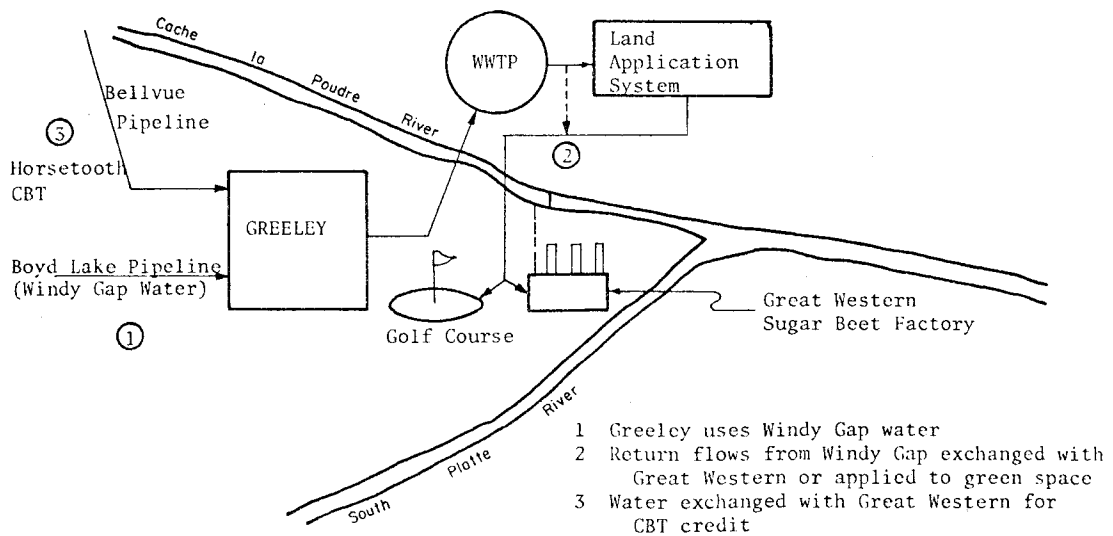 Cache la Poudre River
WWTP
Land
Application
System
Bellvue
Pipeline
3
Horsetooth
CBT
2
GREELEY
Boyd Lake Pipeline
(Windy Gap Water)
1
Golf Course
Great Western
Sugar Beet Factory
South Platte River
1 Greeley uses Windy Gap water
2 Return flows from Windy Gap exchanged with
Great Western or applied to green space
3 Water exchanged with Great Western for
CBT credit